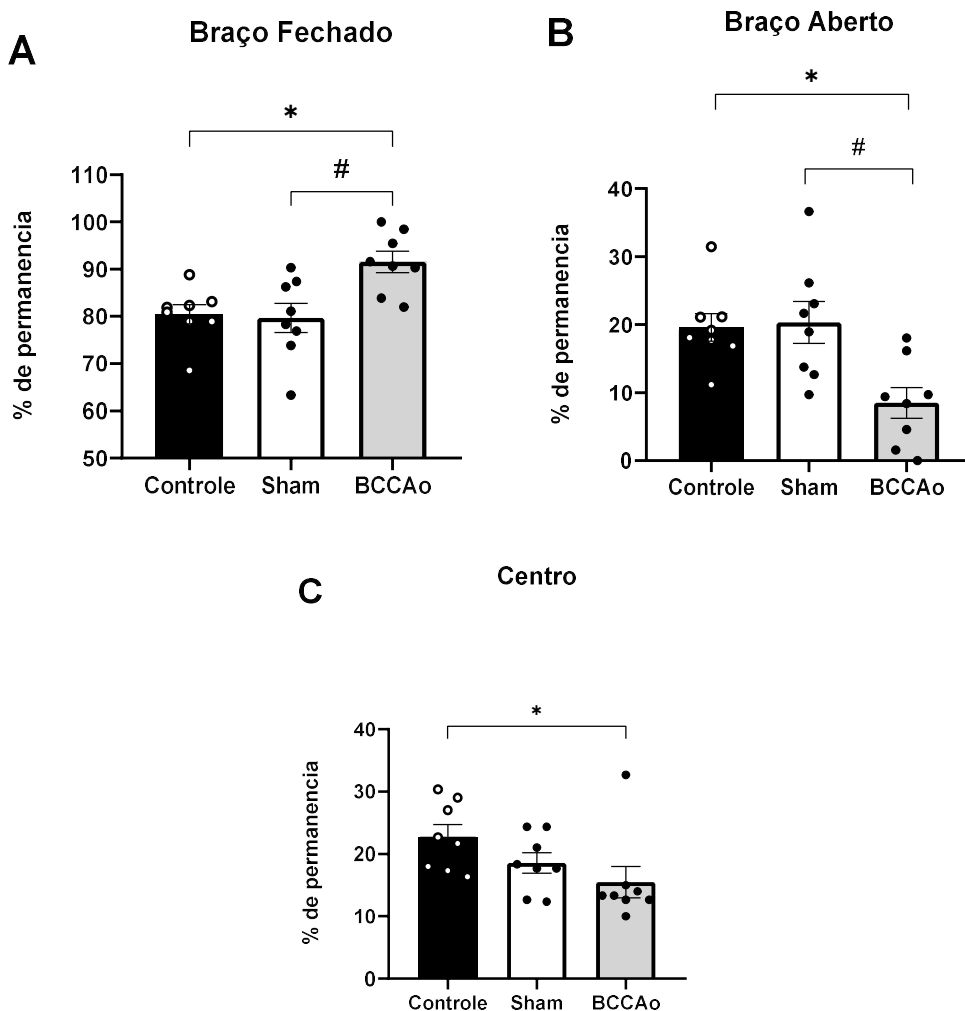 A
Braço Fechado
*
#
110
100
90
80
70
60
50
% de permanencia
Controle Sham BCCAo
B
Braço Aberto
*
#
40
30
20
10
0
% de permanencia
Controle Sham BCCAo
C
Centro
*
40
30
20
10
0
% de permanencia
Controle Sham BCCAo